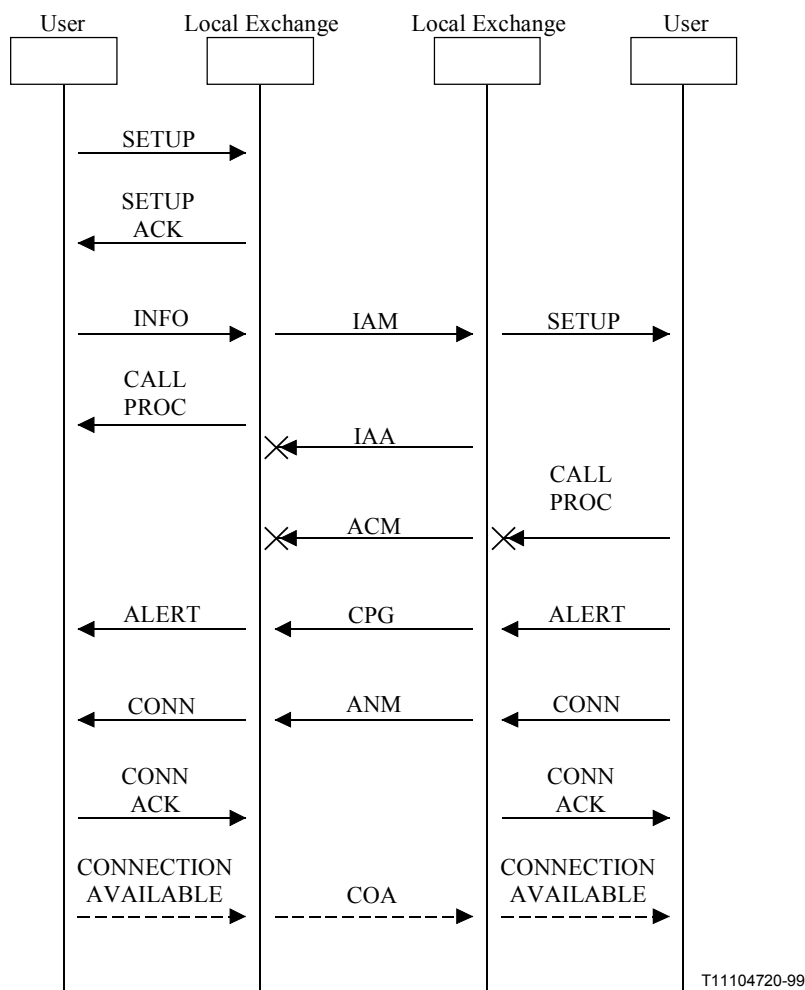 User Local Exchange Local Exchange User
SETUP
SETUP
ACK
INFO IAM SETUP
CALL
PROC
IAA
CALL
PROC
ACM
ALERT CPG ALERT
CONN ANM CONN
CONN CONN
ACK ACK
CONNECTION CONNECTION
AVAILABLE COA AVAILABLE
T11104720-99